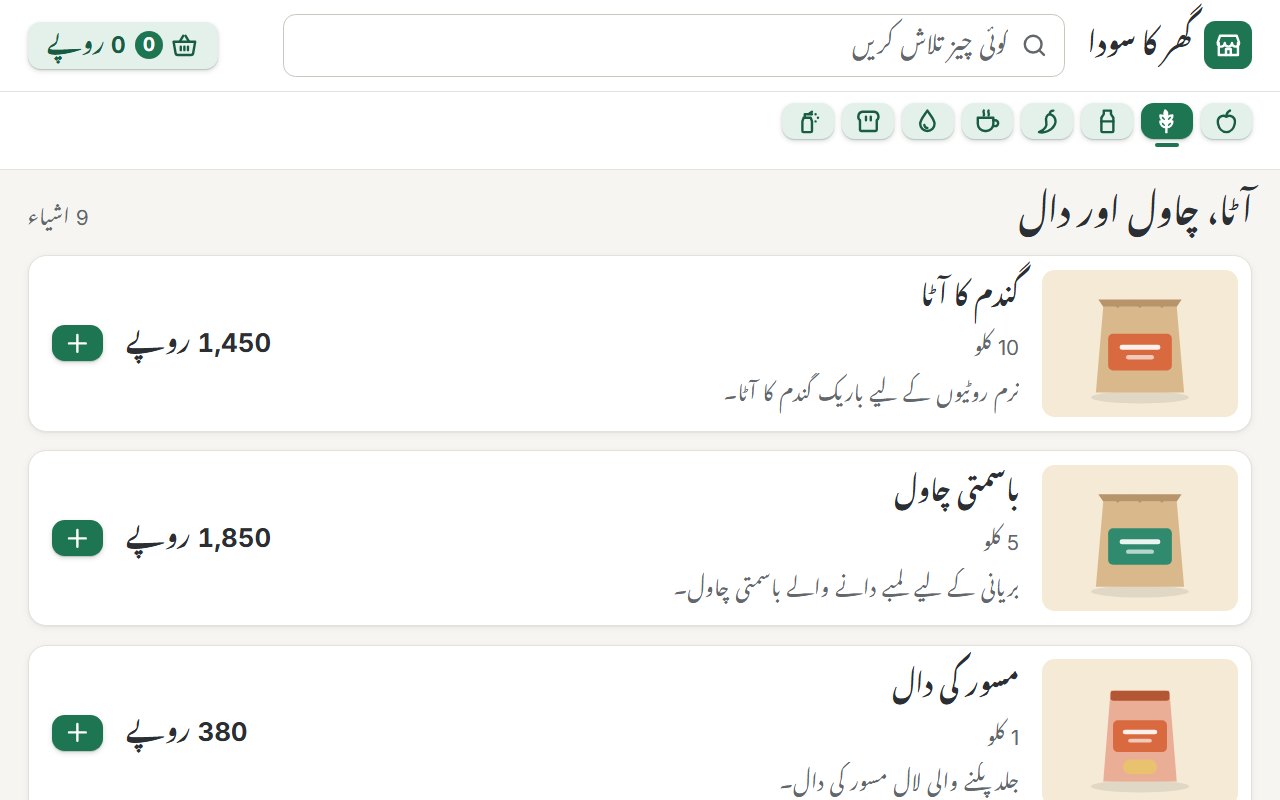 گھر کا سودا
کوئی چیز تلاش کریں
0 0 روپے
آٹا، چاول اور دال
9 اشیاء
گندم کا آٹا
10 کلو
نرم روٹیوں کے لیے باریک گندم کا آٹا۔
1,450 روپے
باسمتی چاول
5 کلو
بریانی کے لیے لمبے دانے والے باسمتی چاول۔
1,850 روپے
مسور کی دال
1 کلو
جلد پکنے والی لال مسور کی دال۔
380 روپے